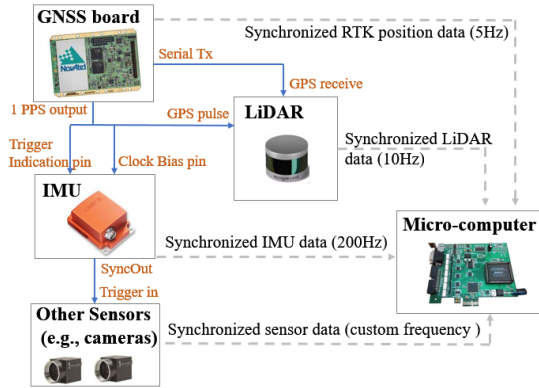 GNSS board
Synchronized RTK position data (5Hz)
NovAtel
Serial Tx
1 PPS output
GPS pulse
GPS receive
LiDAR
Trigger
Indication pin
Clock Bias pin
Synchronized LiDAR
data (10Hz)
IMU
Micro-computer
Synchronized IMU data (200Hz)
SyncOut
Trigger in
Other Sensors
(e.g., cameras)
Synchronized sensor data (custom frequency )